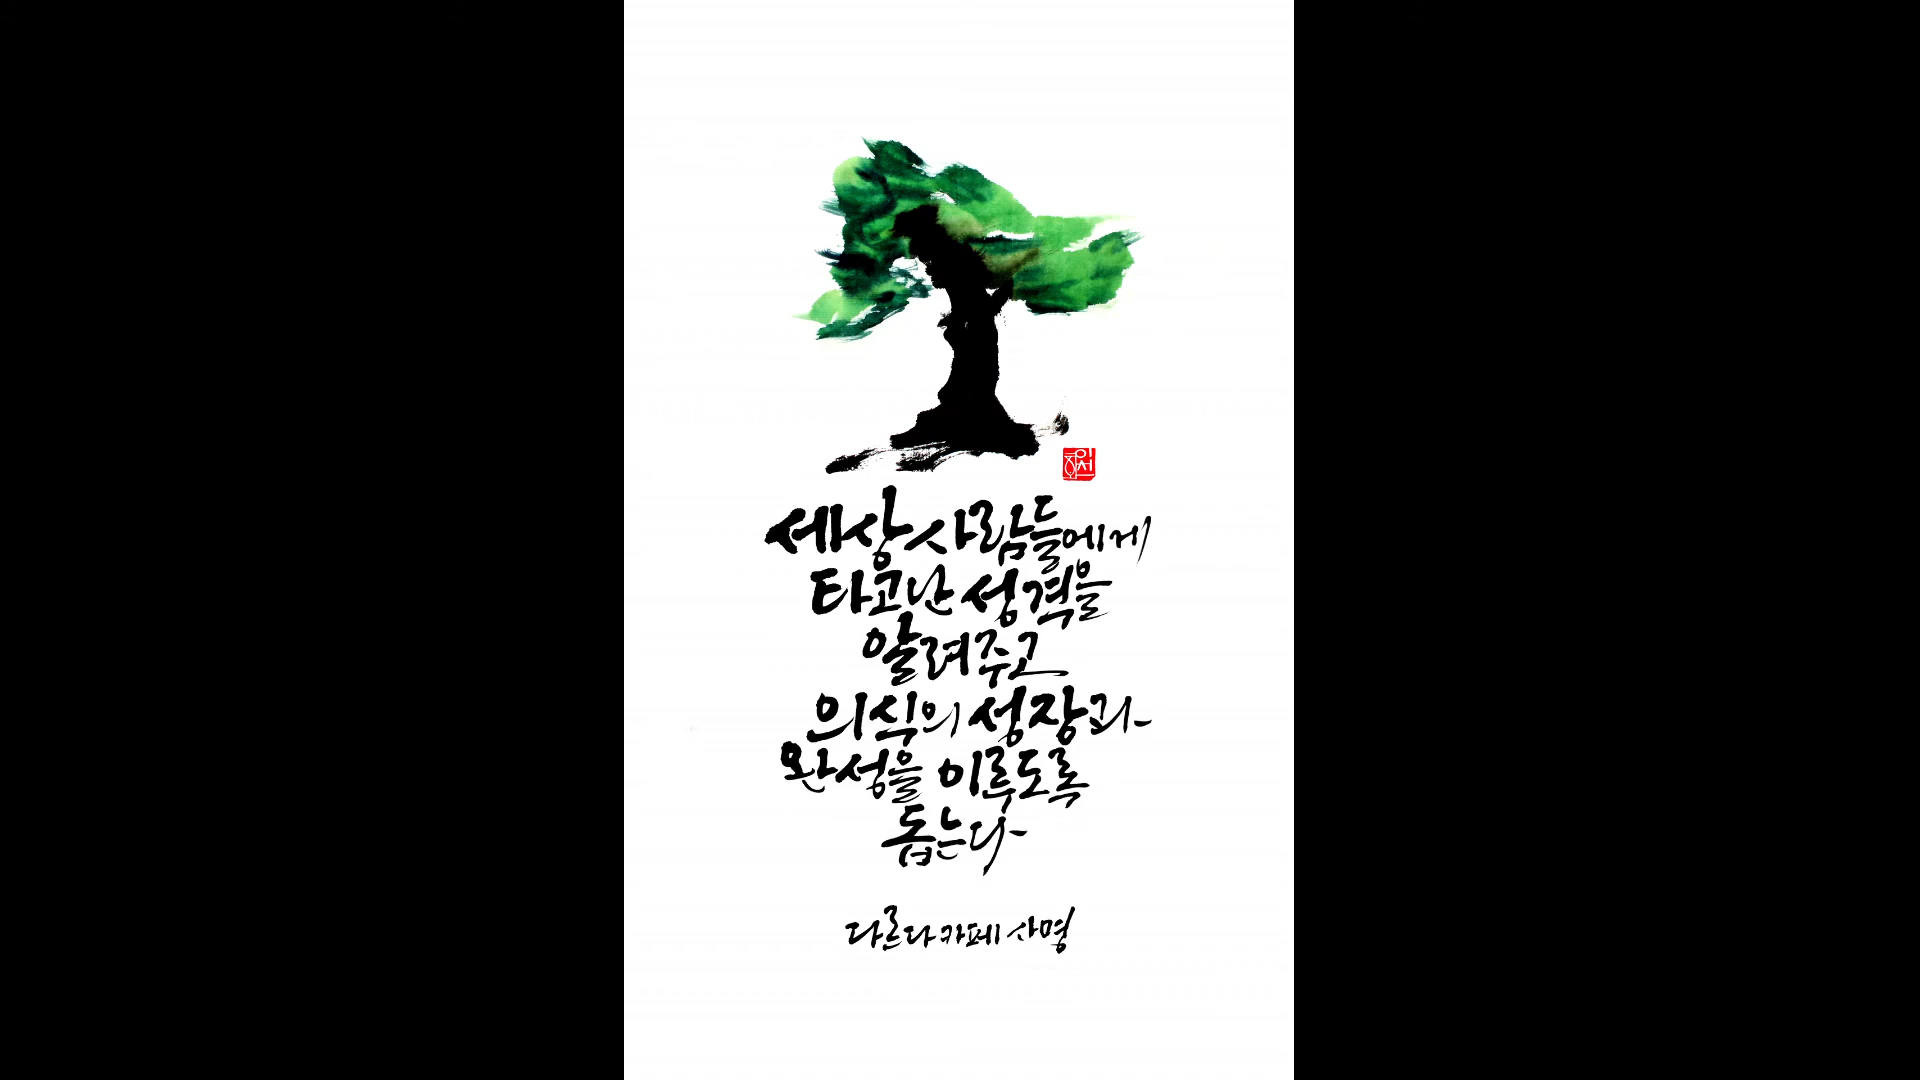 세상 사람들에게
타고난 성격을
알려주고
의식의 성장과
완성을 이루도록
돕는다
다른다 카페 사명